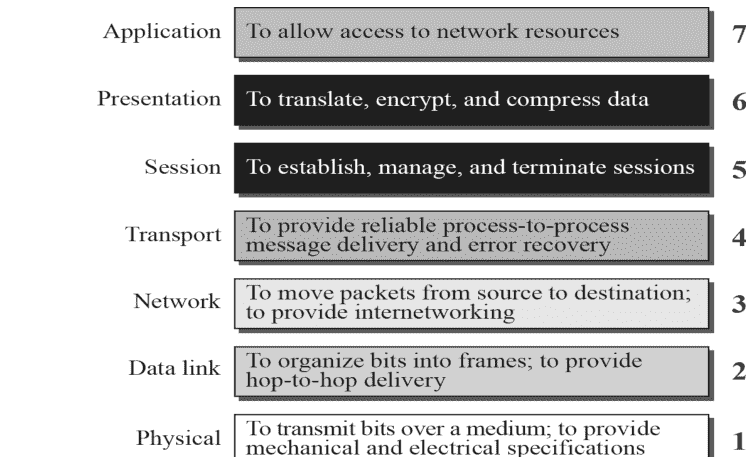 Application To allow access to network resources 7
Presentation To translate, encrypt, and compress data 6
Session To establish, manage, and terminate sessions 5
Transport To provide reliable process-to-process
message delivery and error recovery 4
Network To move packets from source to destination;
to provide internetworking 3
Data link To organize bits into frames; to provide
hop-to-hop delivery 2
Physical To transmit bits over a medium; to provide
mechanical and electrical specifications 1